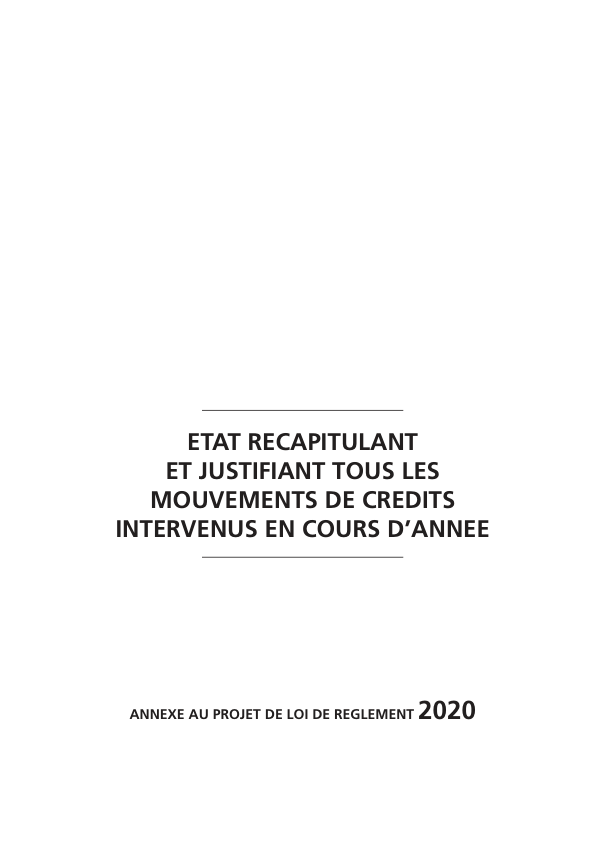 ETAT RECAPITULANT
ET JUSTIFIANT TOUS LES
MOUVEMENTS DE CREDITS
INTERVENUS EN COURS D’ANNEE
ANNEXE AU PROJET DE LOI DE REGLEMENT 2020